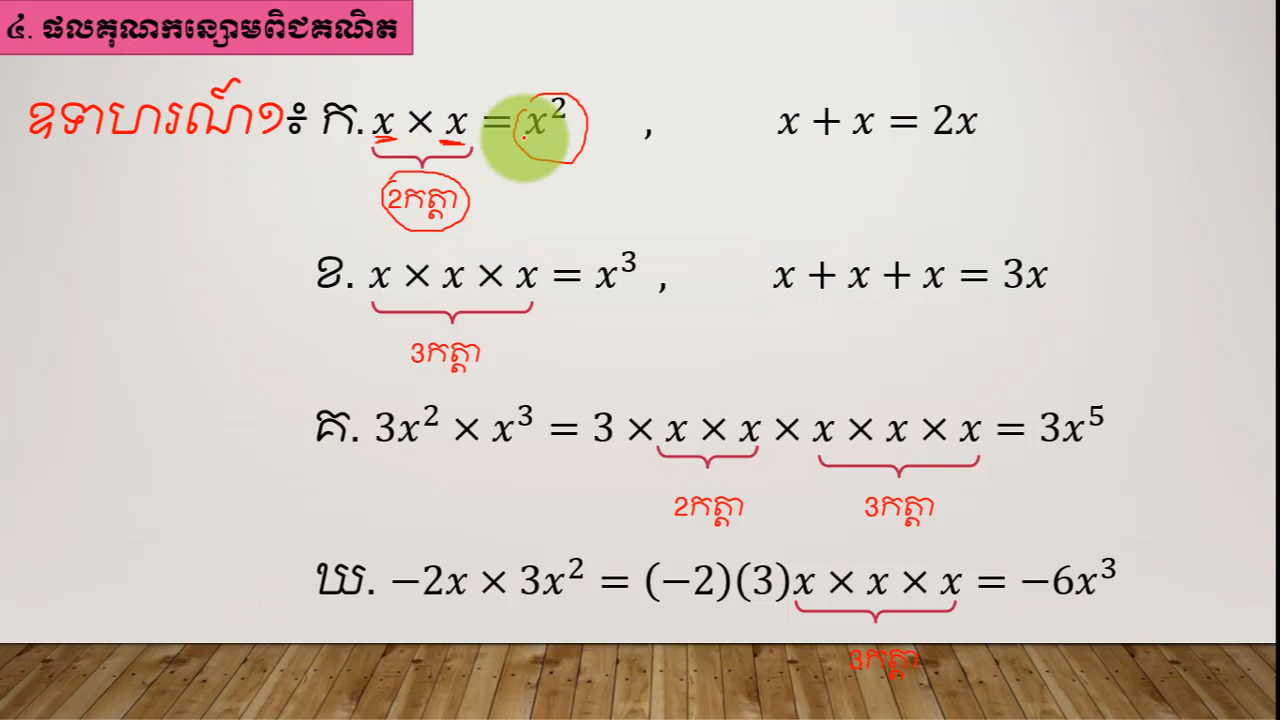 ៤. ផលគុណកន្សោមពិជគណិត
ឧទាហរណ៍១៖ ក. x × x = x² , x + x = 2x
2កត្តា
ខ. x × x × x = x³ , x + x + x = 3x
3កត្តា
គ. 3x² × x³ = 3 × x × x × x × x × x = 3x⁵
2កត្តា 3កត្តា
ឃ. −2x × 3x² = (−2)(3)x × x × x = −6x³
3កត្តា